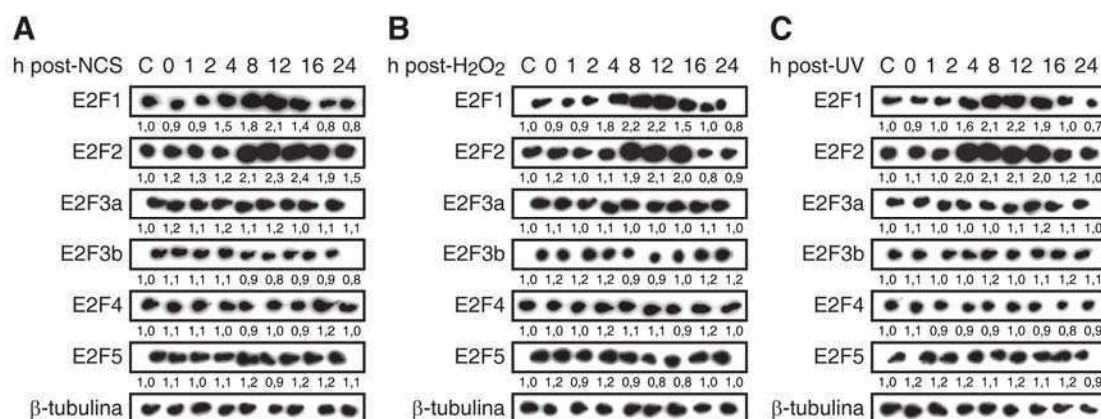 A
h post-NCS C 0 1 2 4 8 12 16 24
E2F1
1,0 0,9 0,9 1,5 1,8 2,1 1,4 0,8 0,8
E2F2
1,0 1,2 1,3 1,2 2,1 2,3 2,4 1,9 1,5
E2F3a
1,0 1,1 1,1 1,2 1,1 1,2 1,0 1,1 1,1
E2F3b
1,0 1,1 1,1 1,1 0,9 0,8 0,9 0,9 0,8
E2F4
1,0 1,1 1,1 1,0 0,9 1,0 0,9 1,2 1,0
E2F5
1,0 1,1 1,0 1,1 1,2 0,9 1,2 1,2 1,1
β-tubulina
B
h post-H₂O₂ C 0 1 2 4 8 12 16 24
E2F1
1,0 0,9 0,9 1,8 2,2 2,2 1,5 1,0 0,8
E2F2
1,0 1,2 1,0 1,1 1,9 2,1 2,0 0,8 0,9
E2F3a
1,0 1,1 1,0 1,1 1,0 1,0 1,0 1,1 1,0
E2F3b
1,0 1,2 1,2 1,2 1,0 0,9 1,0 1,2 1,2
E2F4
1,0 1,1 1,0 1,2 1,1 1,1 0,9 1,2 1,0
E2F5
1,0 1,2 0,9 1,2 0,9 0,8 0,8 1,0 1,0
β-tubulina
C
h post-UV C 0 1 2 4 8 12 16 24
E2F1
1,0 0,9 1,0 1,6 2,1 2,2 1,9 1,0 0,7
E2F2
1,0 1,1 1,0 2,0 2,1 2,1 2,0 1,2 1,0
E2F3a
1,0 1,1 1,0 1,0 1,0 1,1 1,2 1,1 1,0
E2F3b
1,0 1,1 1,0 1,1 1,1 1,0 1,1 1,2 1,1
E2F4
1,0 1,1 0,9 0,9 0,9 1,0 0,9 0,8 0,9
E2F5
1,0 1,2 1,2 1,2 1,2 1,1 1,1 1,2 0,9
β-tubulina